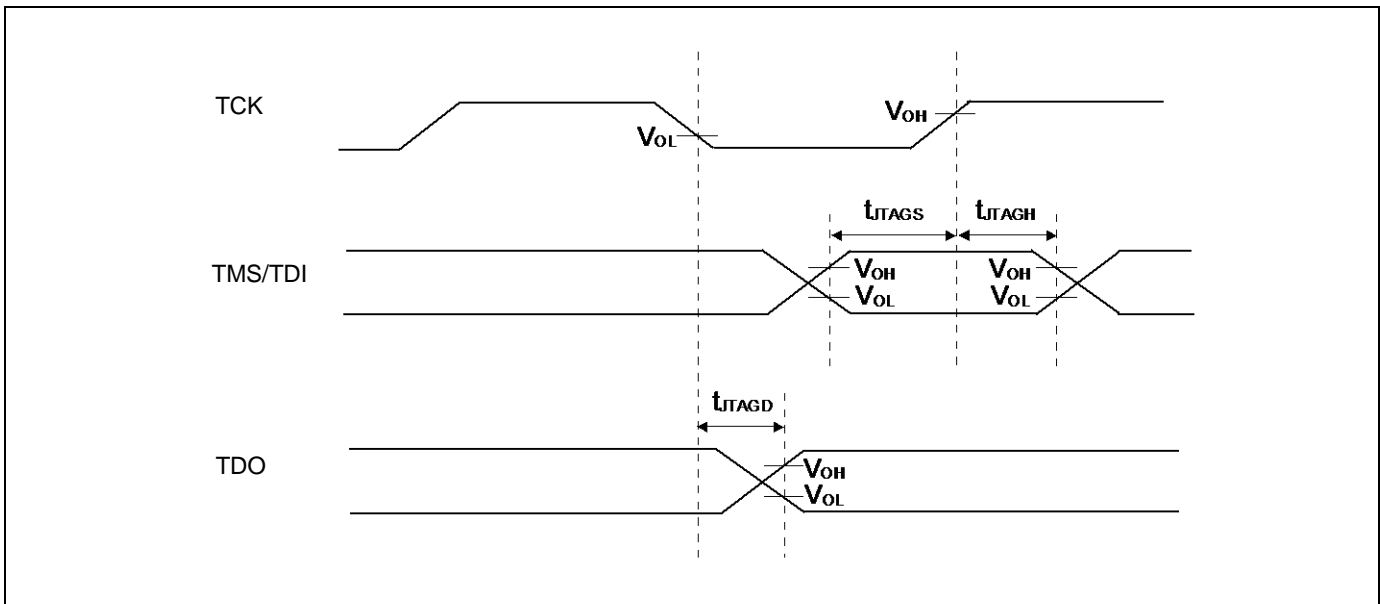 TCK
VOL
VOH
tJTAGS
tJTAGH
TMS/TDI
VOH
VOL
VOH
VOL
tJTAGD
TDO
VOH
VOL